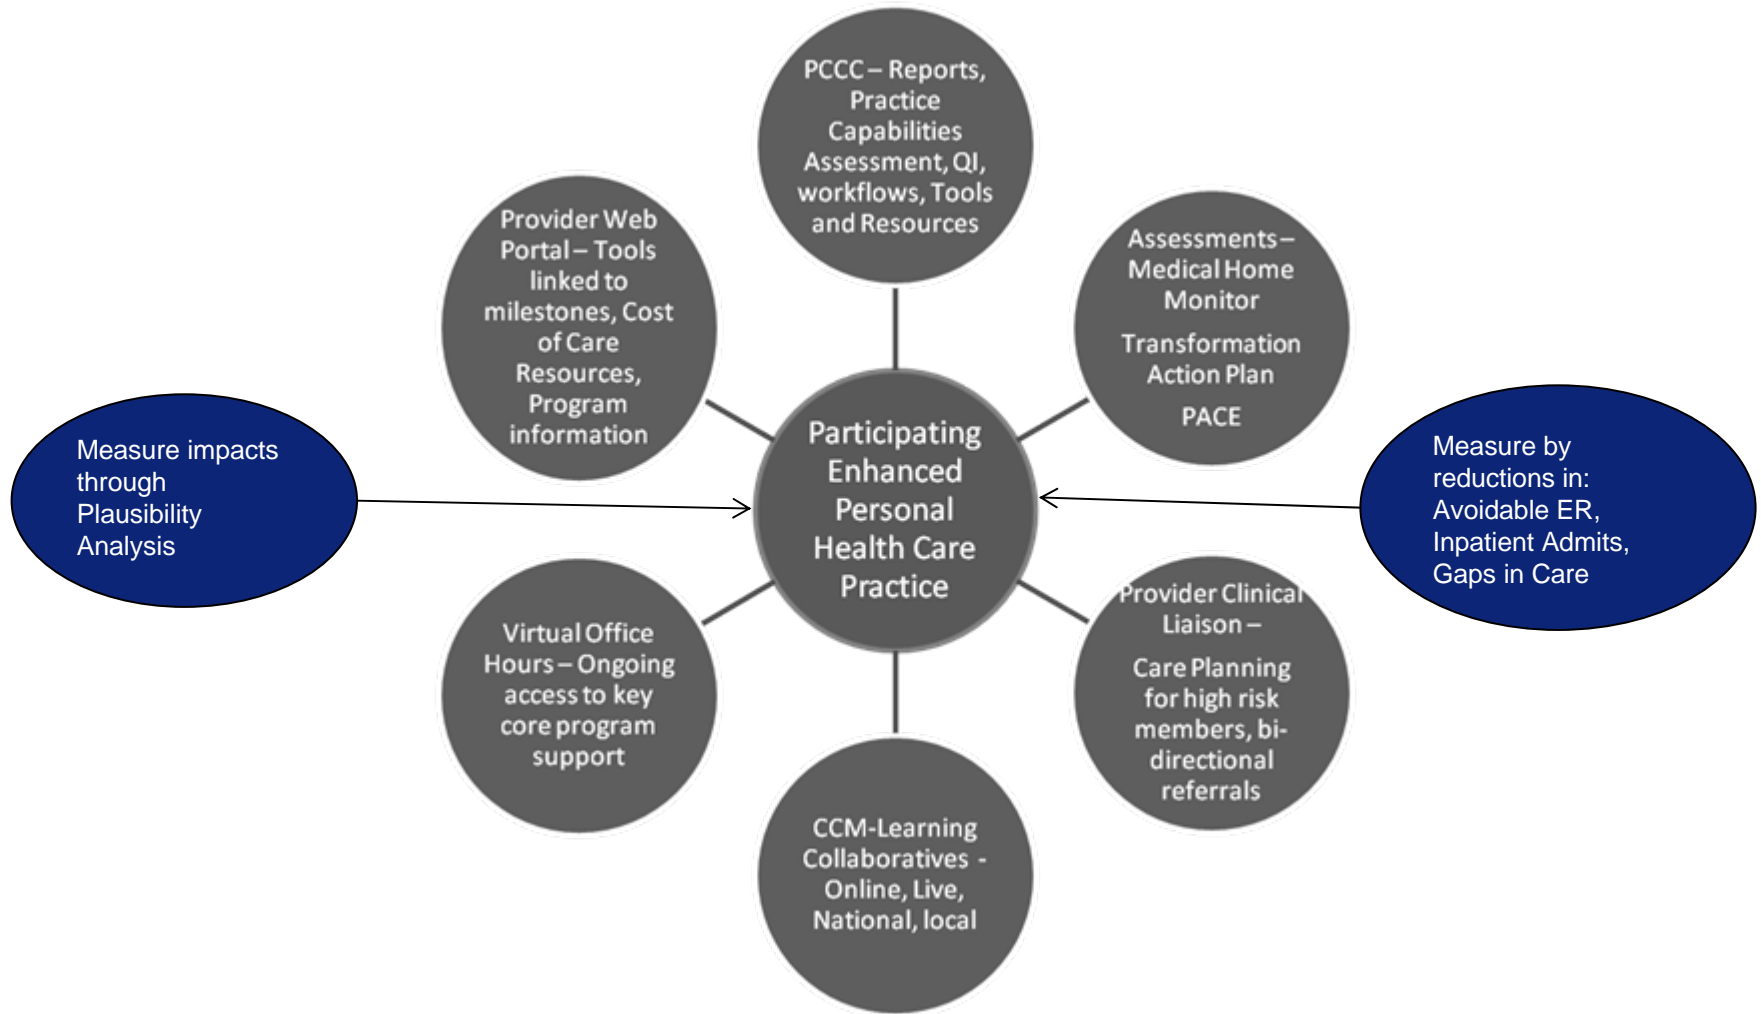 PCCC – Reports,
Practice
Capabilities
Assessment, QI,
workflows, Tools
and Resources
Provider Web
Portal – Tools
linked to
milestones, Cost
of Care
Resources,
Program
information
Assessments –
Medical Home
Monitor
Transformation
Action Plan
PACE
Measure impacts
through
Plausibility
Analysis
Participating
Enhanced
Personal
Health Care
Practice
Measure by
reductions in:
Avoidable ER,
Inpatient Admits,
Gaps in Care
Virtual Office
Hours – Ongoing
access to key
core program
support
Provider Clinical
Liaison –
Care Planning
for high risk
members, bi-
directional
referrals
CCM-Learning
Collaboratives -
Online, Live,
National, local